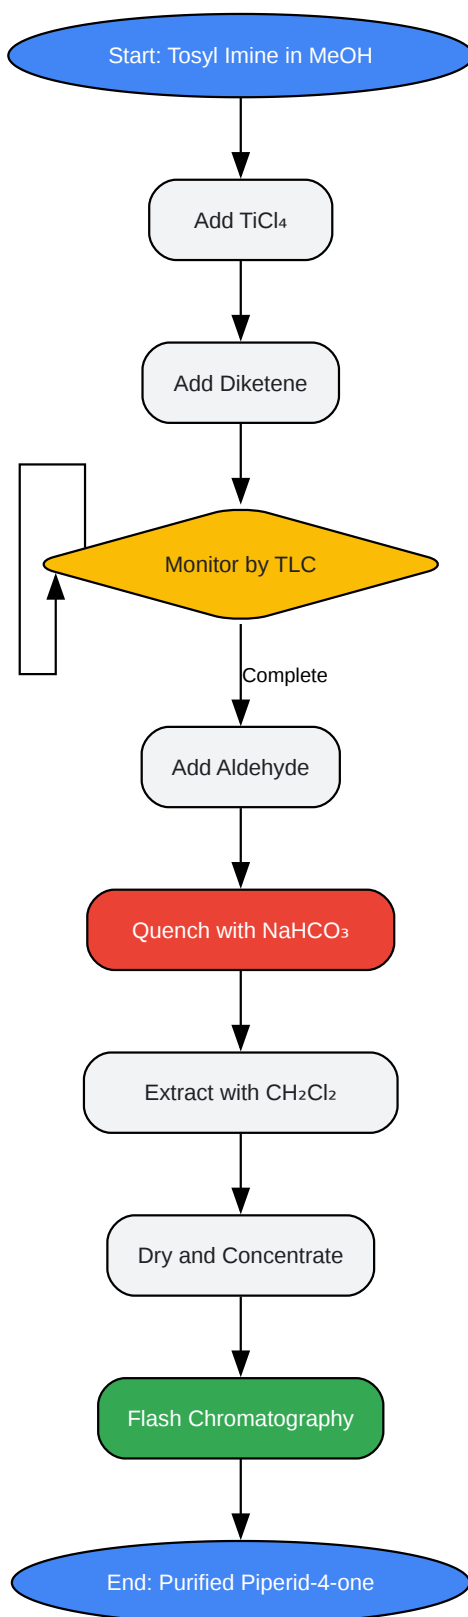 Start: Tosyl Imine in MeOH
Add TiCl₄
Add Diketene
Monitor by TLC
Complete
Add Aldehyde
Quench with NaHCO₃
Extract with CH₂Cl₂
Dry and Concentrate
Flash Chromatography
End: Purified Piperid-4-one